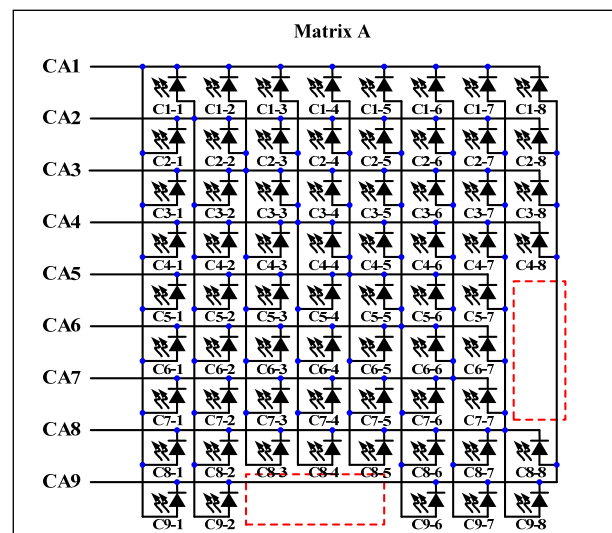 Matrix A
CA1
C1-1 C1-2 C1-3 C1-4 C1-5 C1-6 C1-7 C1-8
CA2
C2-1 C2-2 C2-3 C2-4 C2-5 C2-6 C2-7 C2-8
CA3
C3-1 C3-2 C3-3 C3-4 C3-5 C3-6 C3-7 C3-8
CA4
C4-1 C4-2 C4-3 C4-4 C4-5 C4-6 C4-7 C4-8
CA5
C5-1 C5-2 C5-3 C5-4 C5-5 C5-6 C5-7
CA6
C6-1 C6-2 C6-3 C6-4 C6-5 C6-6 C6-7
CA7
C7-1 C7-2 C7-3 C7-4 C7-5 C7-6 C7-7
CA8
C8-1 C8-2 C8-3 C8-4 C8-5 C8-6 C8-7 C8-8
CA9
C9-1 C9-2 C9-6 C9-7 C9-8